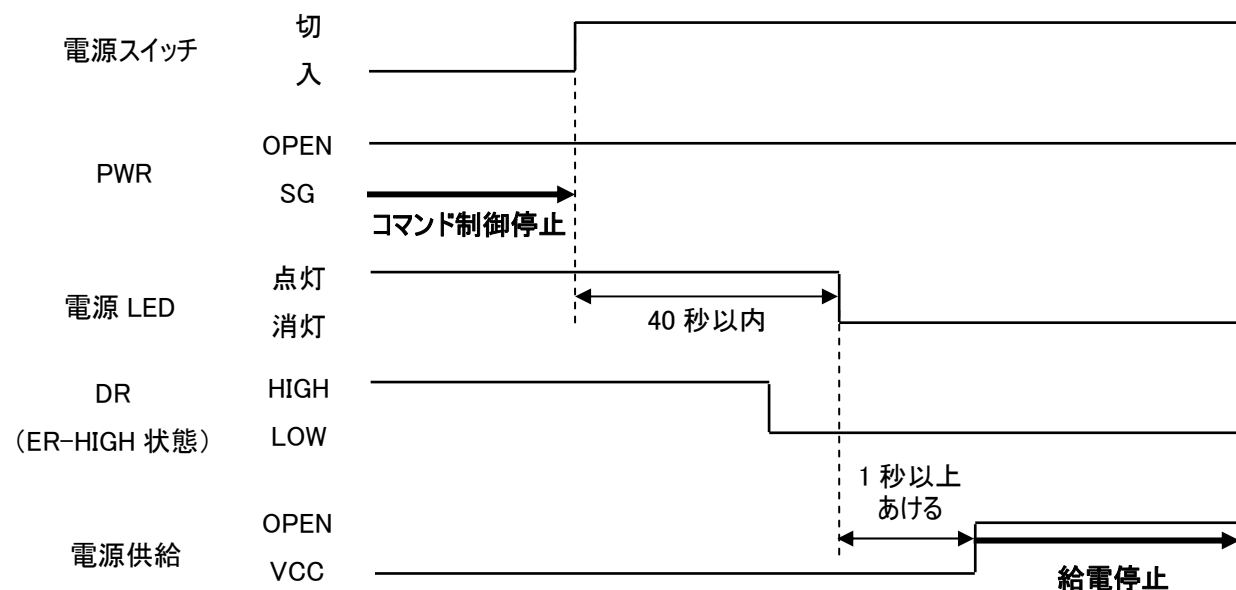 電源スイッチ
切
入
PWR
OPEN
SG
コマンド制御停止
電源 LED
点灯
消灯
40 秒以内
DR
（ER-HIGH 状態）
HIGH
LOW
1 秒以上
あける
電源供給
OPEN
VCC
給電停止